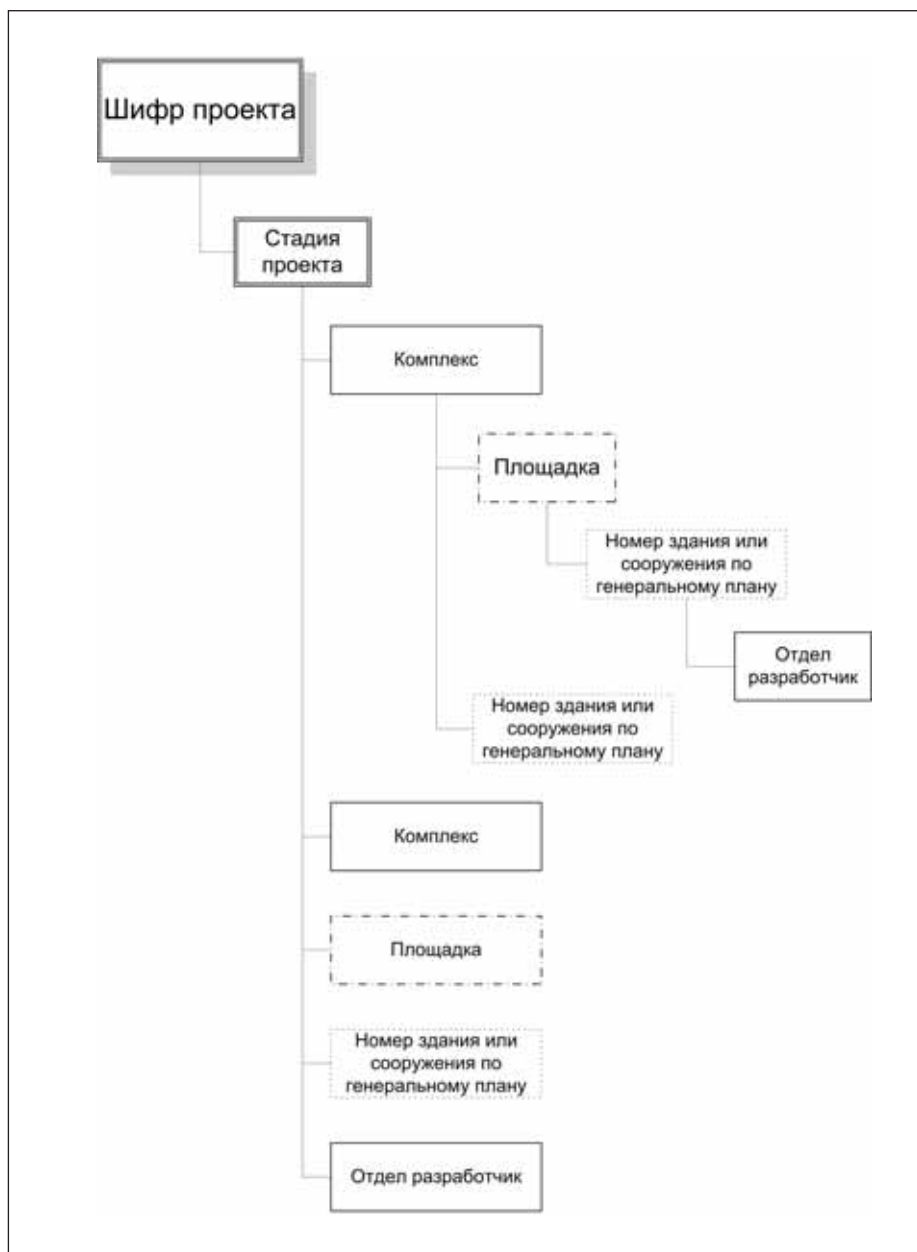 Шифр проекта
Стадия
проекта
Комплекс
Площадка
Номер здания или
сооружения по
генеральному плану
Отдел
разработчик
Номер здания или
сооружения по
генеральному плану
Комплекс
Площадка
Номер здания или
сооружения по
генеральному плану
Отдел разработчик